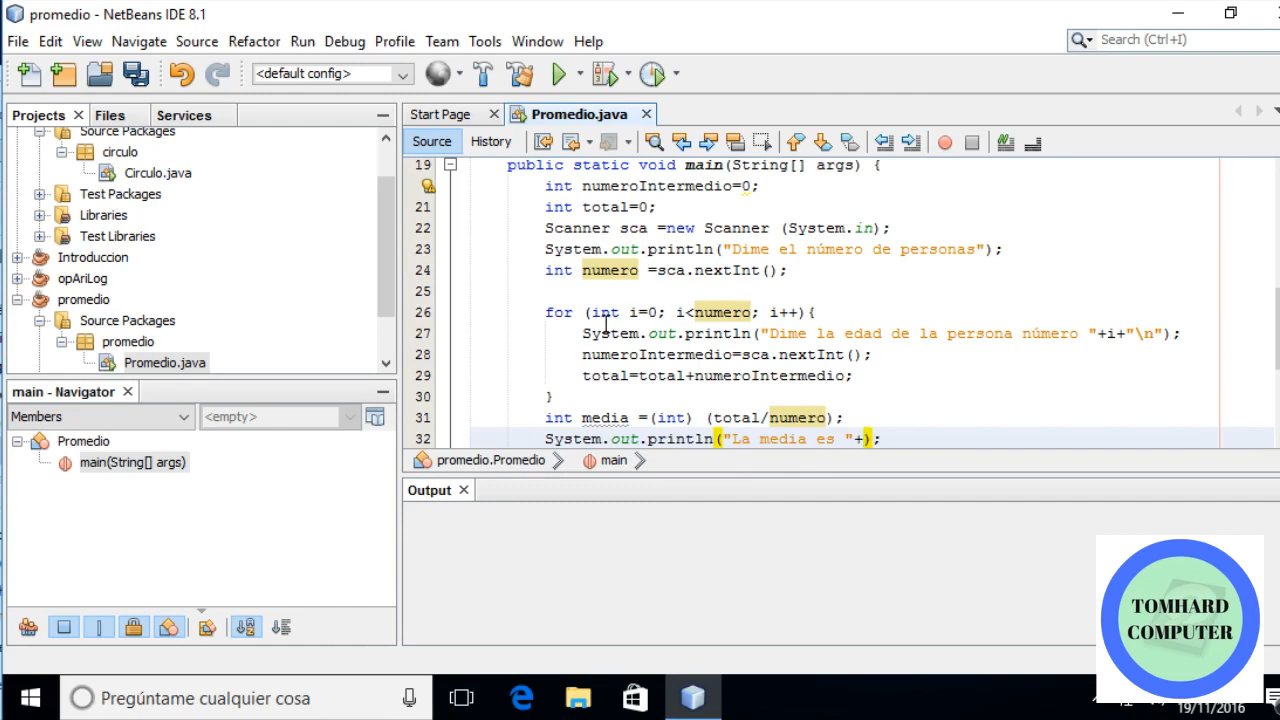 promedio - NetBeans IDE 8.1
File Edit View Navigate Source Refactor Run Debug Profile Team Tools Window Help
Search (Ctrl+I)
<default config>
Projects Files Services
Source Packages
circulo
Circulo.java
Test Packages
Libraries
Test Libraries
Introduccion
opAriLog
promedio
Source Packages
promedio
Promedio.java
main - Navigator
Members <empty>
Promedio
main(String[] args)
Start Page Promedio.java
Source History
19 public static void main(String[] args) {
int numeroIntermedio=0;
21 int total=0;
22 Scanner sca =new Scanner (System.in);
23 System.out.println("Dime el número de personas");
24 int numero =sca.nextInt();
25
26 for (int i=0; i<numero; i++){
27 System.out.println("Dime la edad de la persona número "+i+"\n");
28 numeroIntermedio=sca.nextInt();
29 total=total+numeroIntermedio;
30 }
31 int media =(int) (total/numero);
32 System.out.println("La media es "+);
promedio.Promedio main
Output
TOMHARD
COMPUTER
Pregúntame cualquier cosa
19/11/2016